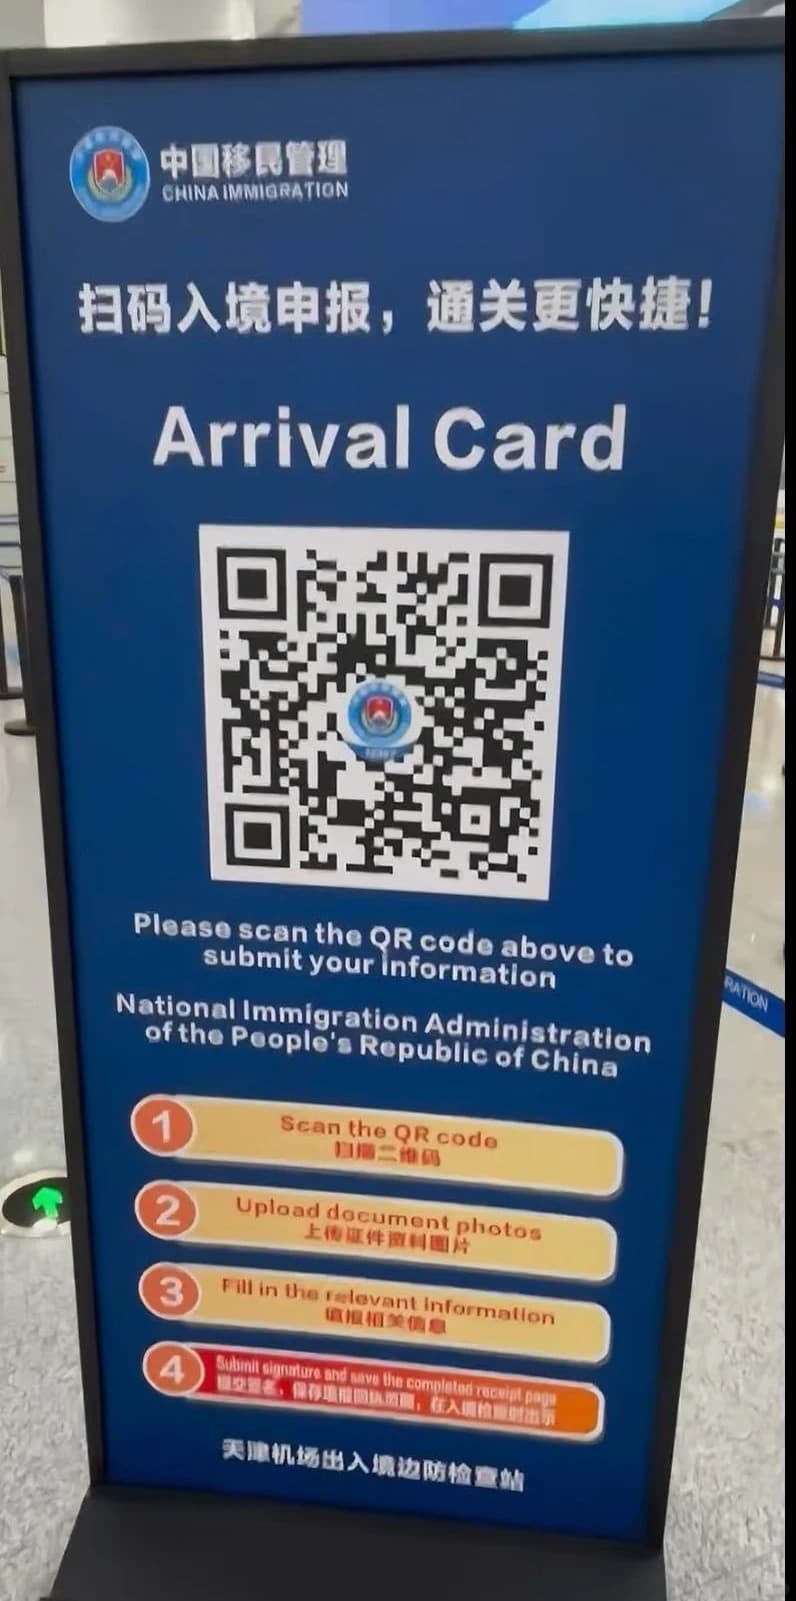 中国移民管理
CHINA IMMIGRATION
扫码入境申报，通关更快捷！
Arrival Card
Please scan the QR code above to
submit your information
National Immigration Administration
of the People's Republic of China
1
Scan the QR code
扫描二维码
2
Upload document photos
上传证件资料图片
3
Fill in the relevant information
填报相关信息
4
Submit signature and save the completed receipt page
提交签名，保存填报回执页面，在入境检查时出示
天津机场出入境边防检查站
RATION